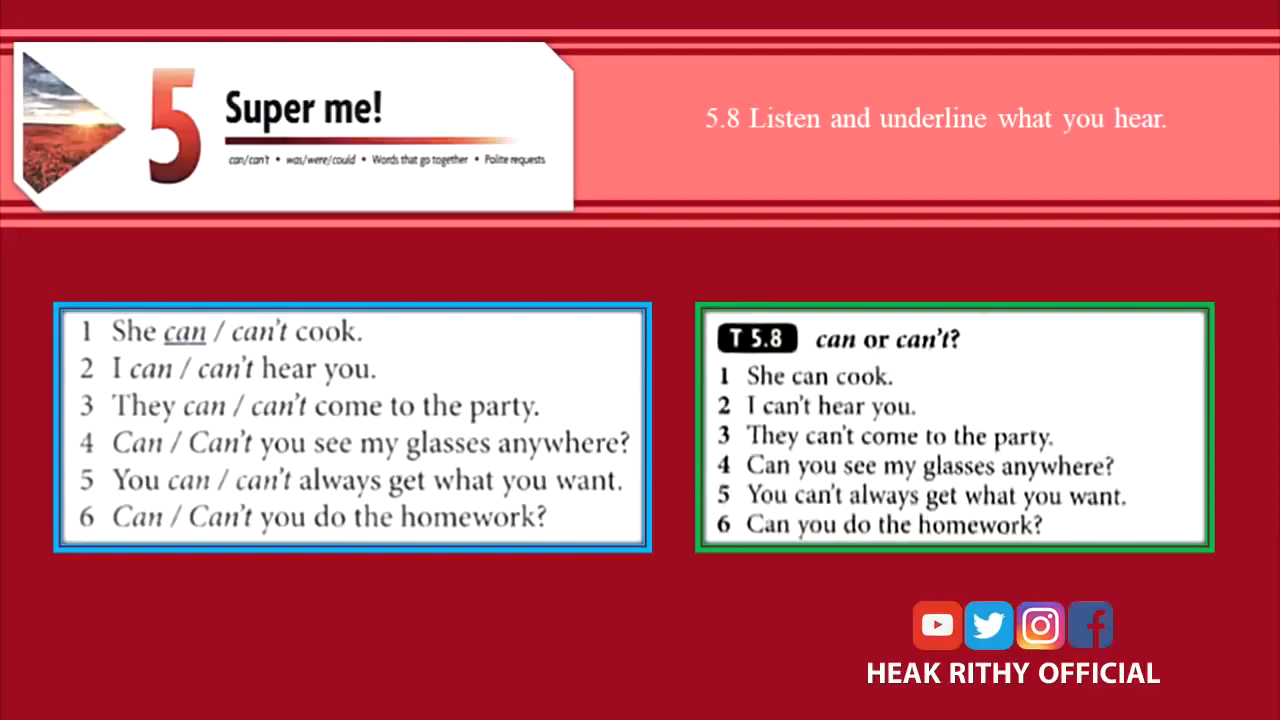 5 Super me!
can/can't • was/were/could • Words that go together • Polite requests
5.8 Listen and underline what you hear.
1 She can / can't cook.
2 I can / can't hear you.
3 They can / can't come to the party.
4 Can / Can't you see my glasses anywhere?
5 You can / can't always get what you want.
6 Can / Can't you do the homework?
T 5.8 can or can't?
1 She can cook.
2 I can't hear you.
3 They can't come to the party.
4 Can you see my glasses anywhere?
5 You can't always get what you want.
6 Can you do the homework?
HEAK RITHY OFFICIAL